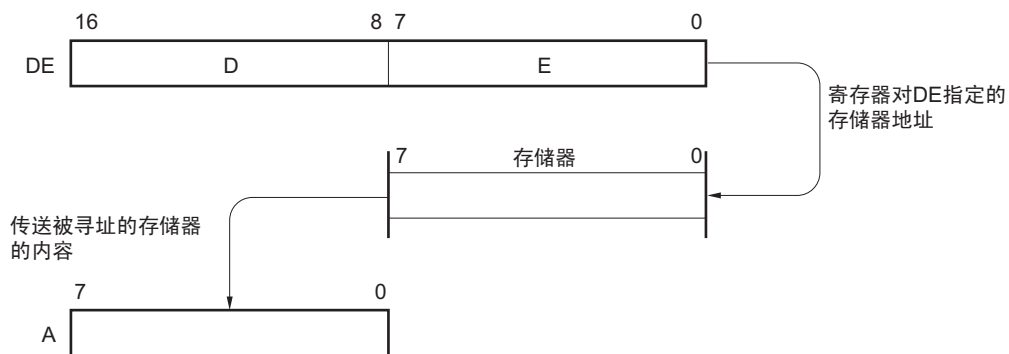 16 8 7 0
DE D E
寄存器对DE指定的
存储器地址
7 存储器 0
传送被寻址的存储器
的内容
7 0
A